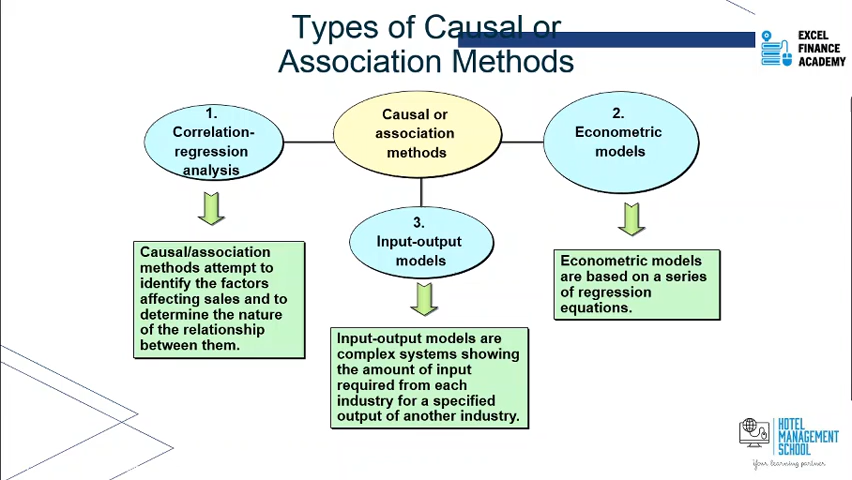 Types of Causal or
Association Methods
EXCEL
FINANCE
ACADEMY
1.
Correlation-
regression
analysis
Causal or
association
methods
2.
Econometric
models
3.
Input-output
models
Causal/association
methods attempt to
identify the factors
affecting sales and to
determine the nature
of the relationship
between them.
Econometric models
are based on a series
of regression
equations.
Input-output models are
complex systems showing
the amount of input
required from each
industry for a specified
output of another industry.
HOTEL
MANAGEMENT
SCHOOL
your learning partner